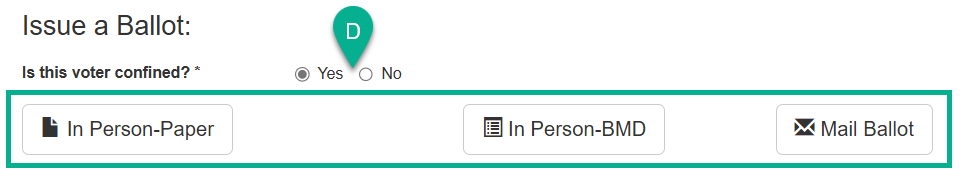 Issue a Ballot:
D
Is this voter confined? * Yes No
In Person-Paper In Person-BMD Mail Ballot